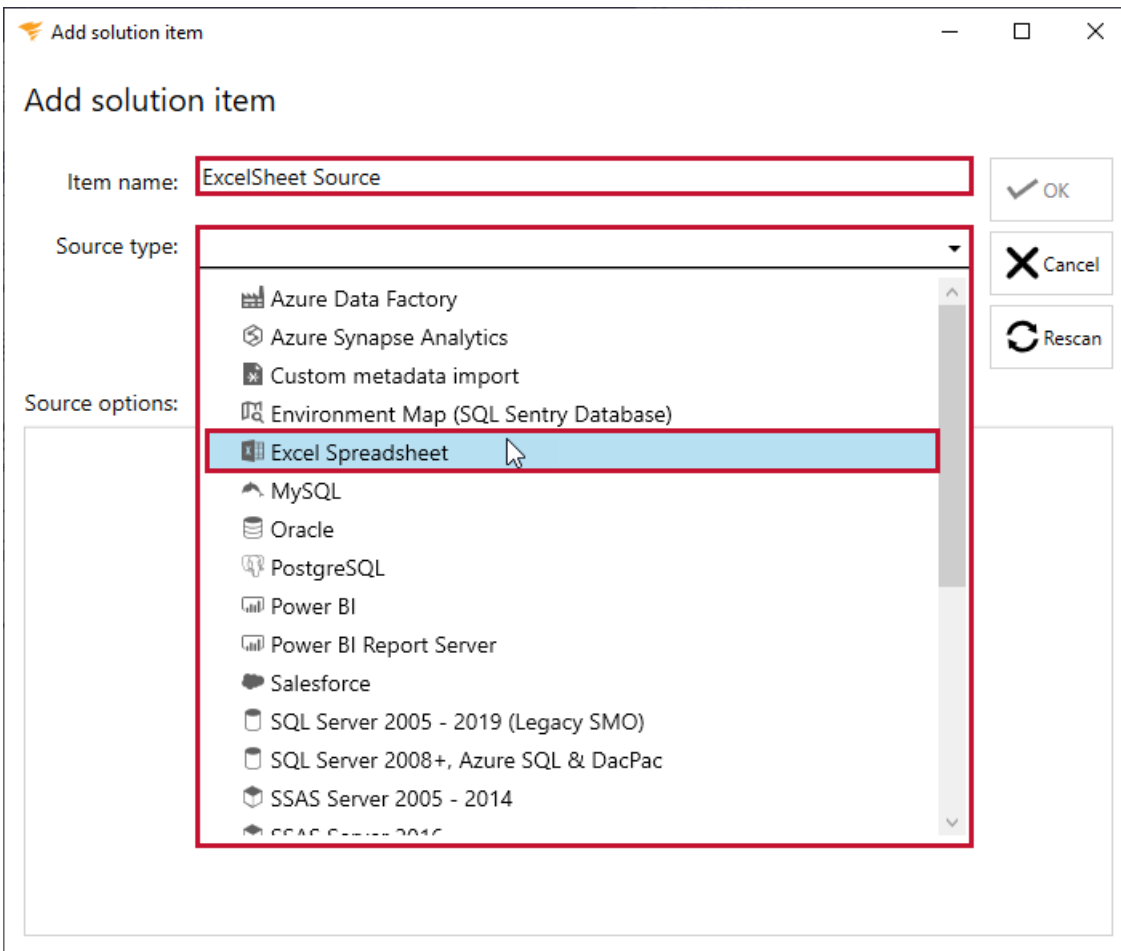 Add solution item
Add solution item
Item name:
ExcelSheet Source
OK
Source type:
Cancel
Azure Data Factory
Azure Synapse Analytics
Rescan
Custom metadata import
Source options:
Environment Map (SQL Sentry Database)
Excel Spreadsheet
MySQL
Oracle
PostgreSQL
Power BI
Power BI Report Server
Salesforce
SQL Server 2005 - 2019 (Legacy SMO)
SQL Server 2008+, Azure SQL & DacPac
SSAS Server 2005 - 2014
SSAS Server 2016